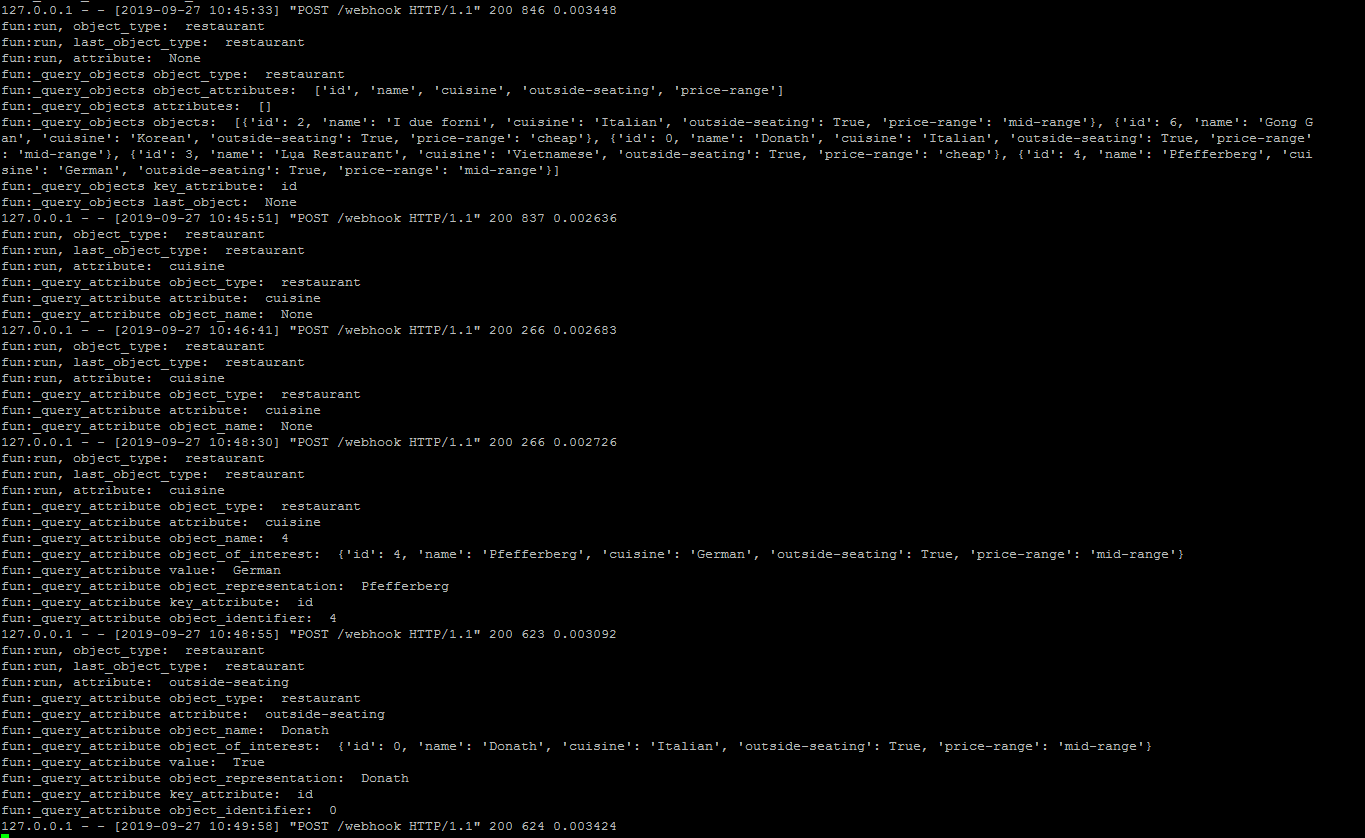 127.0.0.1 - - [2019-09-27 10:45:33] "POST /webhook HTTP/1.1" 200 846 0.003448
fun:run, object_type:  restaurant
fun:run, last_object_type:  restaurant
fun:run, attribute:  None
fun:_query_objects object_type:  restaurant
fun:_query_objects object_attributes:  ['id', 'name', 'cuisine', 'outside-seating', 'price-range']
fun:_query_objects attributes:  []
fun:_query_objects objects:  [{'id': 2, 'name': 'I due forni', 'cuisine': 'Italian', 'outside-seating': True, 'price-range': 'mid-range'}, {'id': 6, 'name': 'Gong G
an', 'cuisine': 'Korean', 'outside-seating': True, 'price-range': 'cheap'}, {'id': 0, 'name': 'Donath', 'cuisine': 'Italian', 'outside-seating': True, 'price-range'
: 'mid-range'}, {'id': 3, 'name': 'Lụa Restaurant', 'cuisine': 'Vietnamese', 'outside-seating': True, 'price-range': 'cheap'}, {'id': 4, 'name': 'Pfefferberg', 'cui
sine': 'German', 'outside-seating': True, 'price-range': 'mid-range'}]
fun:_query_objects key_attribute:  id
fun:_query_objects last_object:  None
127.0.0.1 - - [2019-09-27 10:45:51] "POST /webhook HTTP/1.1" 200 837 0.002636
fun:run, object_type:  restaurant
fun:run, last_object_type:  restaurant
fun:run, attribute:  cuisine
fun:_query_attribute object_type:  restaurant
fun:_query_attribute attribute:  cuisine
fun:_query_attribute object_name:  None
127.0.0.1 - - [2019-09-27 10:46:41] "POST /webhook HTTP/1.1" 200 266 0.002683
fun:run, object_type:  restaurant
fun:run, last_object_type:  restaurant
fun:run, attribute:  cuisine
fun:_query_attribute object_type:  restaurant
fun:_query_attribute attribute:  cuisine
fun:_query_attribute object_name:  None
127.0.0.1 - - [2019-09-27 10:48:30] "POST /webhook HTTP/1.1" 200 266 0.002726
fun:run, object_type:  restaurant
fun:run, last_object_type:  restaurant
fun:run, attribute:  cuisine
fun:_query_attribute object_type:  restaurant
fun:_query_attribute attribute:  cuisine
fun:_query_attribute object_name:  4
fun:_query_attribute object_of_interest:  {'id': 4, 'name': 'Pfefferberg', 'cuisine': 'German', 'outside-seating': True, 'price-range': 'mid-range'}
fun:_query_attribute value:  German
fun:_query_attribute object_representation:  Pfefferberg
fun:_query_attribute key_attribute:  id
fun:_query_attribute object_identifier:  4
127.0.0.1 - - [2019-09-27 10:48:55] "POST /webhook HTTP/1.1" 200 623 0.003092
fun:run, object_type:  restaurant
fun:run, last_object_type:  restaurant
fun:run, attribute:  outside-seating
fun:_query_attribute object_type:  restaurant
fun:_query_attribute attribute:  outside-seating
fun:_query_attribute object_name:  Donath
fun:_query_attribute object_of_interest:  {'id': 0, 'name': 'Donath', 'cuisine': 'Italian', 'outside-seating': True, 'price-range': 'mid-range'}
fun:_query_attribute value:  True
fun:_query_attribute object_representation:  Donath
fun:_query_attribute key_attribute:  id
fun:_query_attribute object_identifier:  0
127.0.0.1 - - [2019-09-27 10:49:58] "POST /webhook HTTP/1.1" 200 624 0.003424